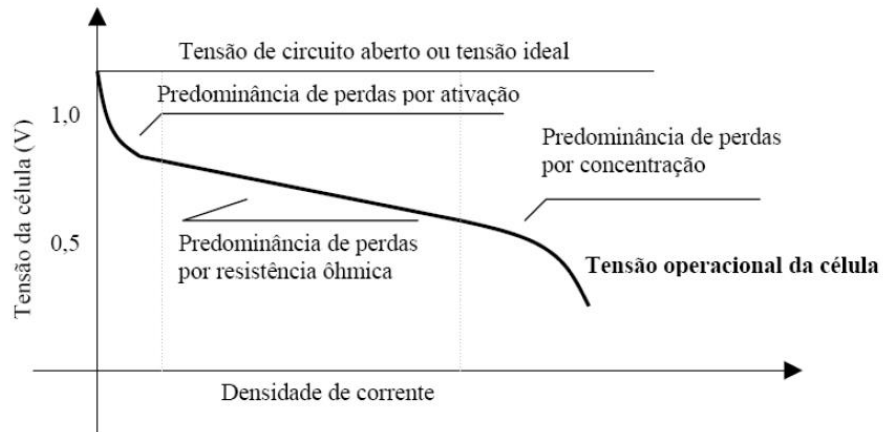 Tensão de circuito aberto ou tensão ideal
Predominância de perdas por ativação
1,0
Predominância de perdas
por concentração
Tensão da célula (V)
0,5
Predominância de perdas
por resistência ôhmica
Tensão operacional da célula
Densidade de corrente